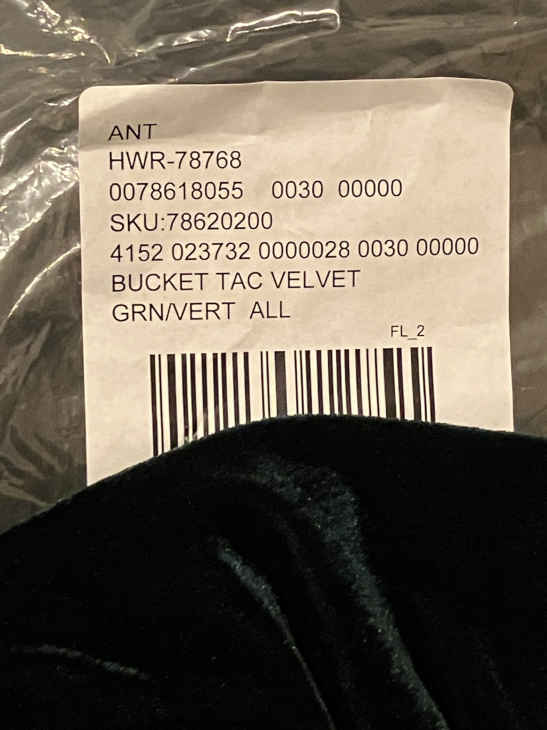 ANT
HWR-78768
0078618055 0030 00000
SKU:78620200
4152 023732 0000028 0030 00000
BUCKET TAC VELVET
GRN/VERT ALL
FL_2